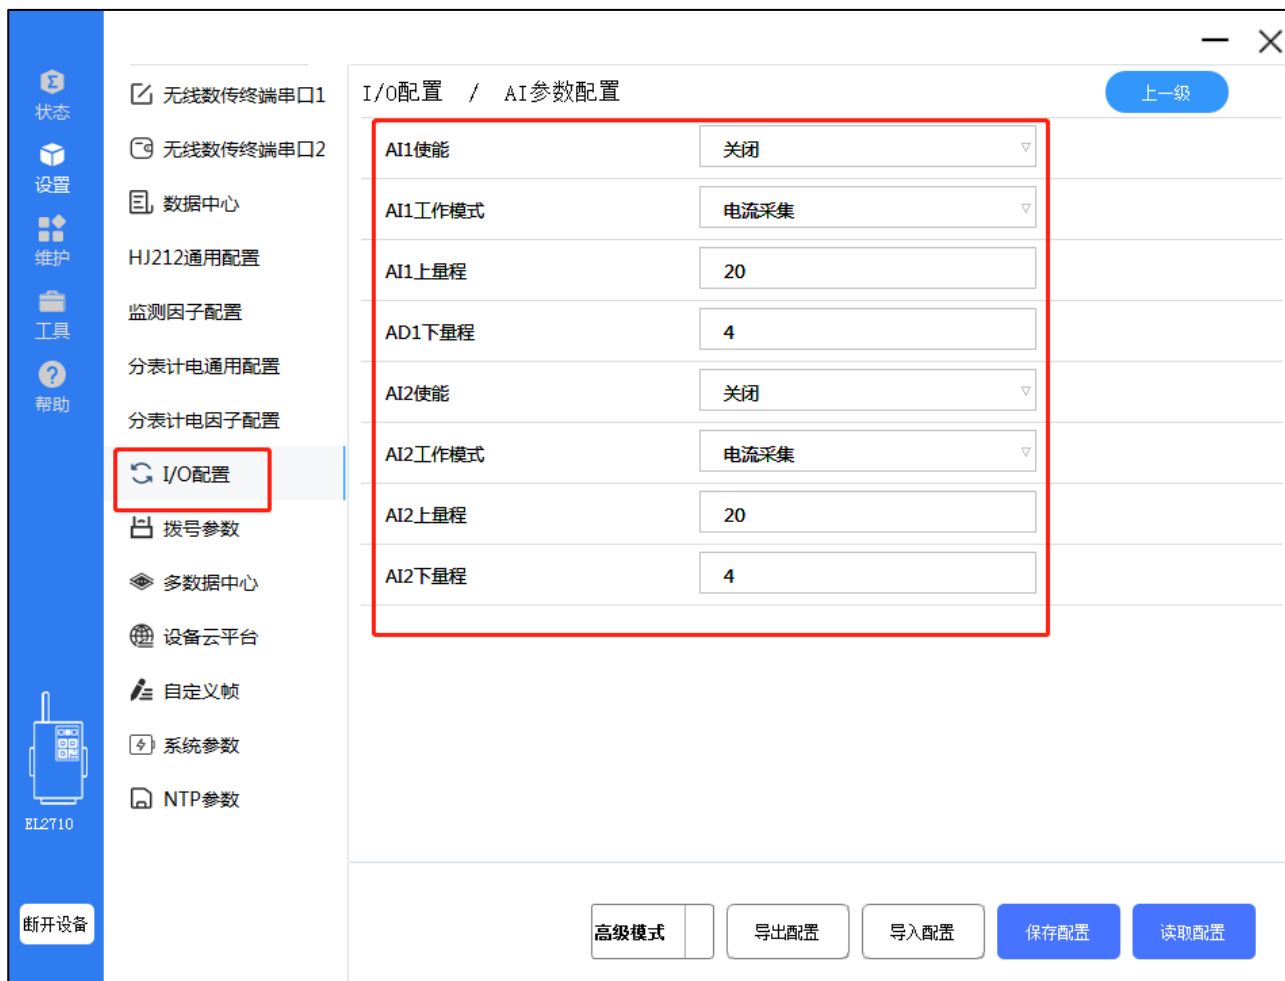 状态
设置
维护
工具
帮助
EL2710
断开设备
无线数传终端串口1
无线数传终端串口2
数据中心
HJ212通用配置
监测因子配置
分表计电通用配置
分表计电因子配置
I/O配置
拨号参数
多数据中心
设备云平台
自定义帧
系统参数
NTP参数
I/O配置 / AI参数配置
上一级
AI1使能 关闭
AI1工作模式 电流采集
AI1上量程 20
AD1下量程 4
AI2使能 关闭
AI2工作模式 电流采集
AI2上量程 20
AI2下量程 4
高级模式 导出配置 导入配置 保存配置 读取配置